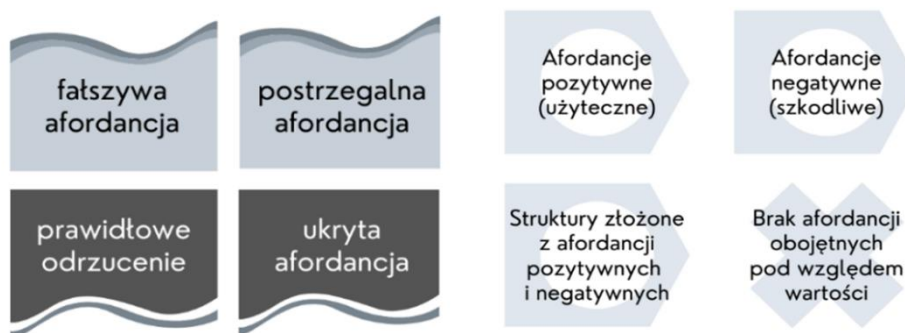 fałszywa
afordancja
postrzegalna
afordancja
prawidłowe
odrzucenie
ukryta
afordancja
Afordancje
pozytywne
(użyteczne)
Afordancje
negatywne
(szkodliwe)
Struktury złożone
z afordancji
pozytywnych
i negatywnych
Brak afordancji
obojętnych
pod względem
wartości